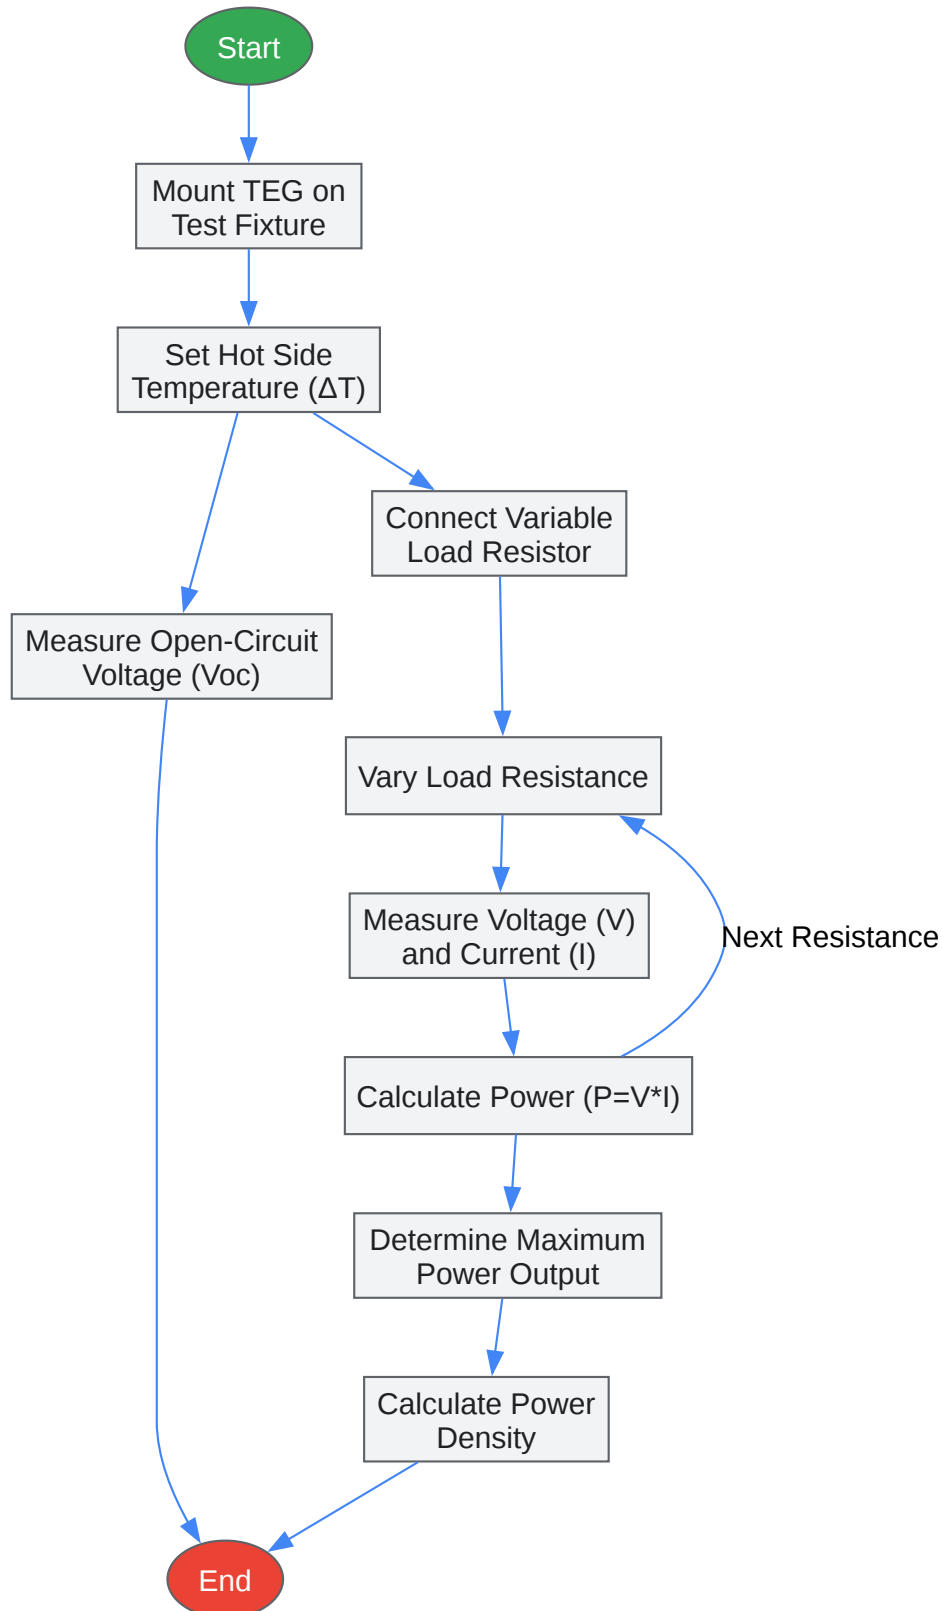 Start
Mount TEG on
Test Fixture
Set Hot Side
Temperature (ΔT)
Connect Variable
Load Resistor
Measure Open-Circuit
Voltage (Voc)
Vary Load Resistance
Measure Voltage (V)
and Current (I)
Next Resistance
Calculate Power (P=V*I)
Determine Maximum
Power Output
Calculate Power
Density
End